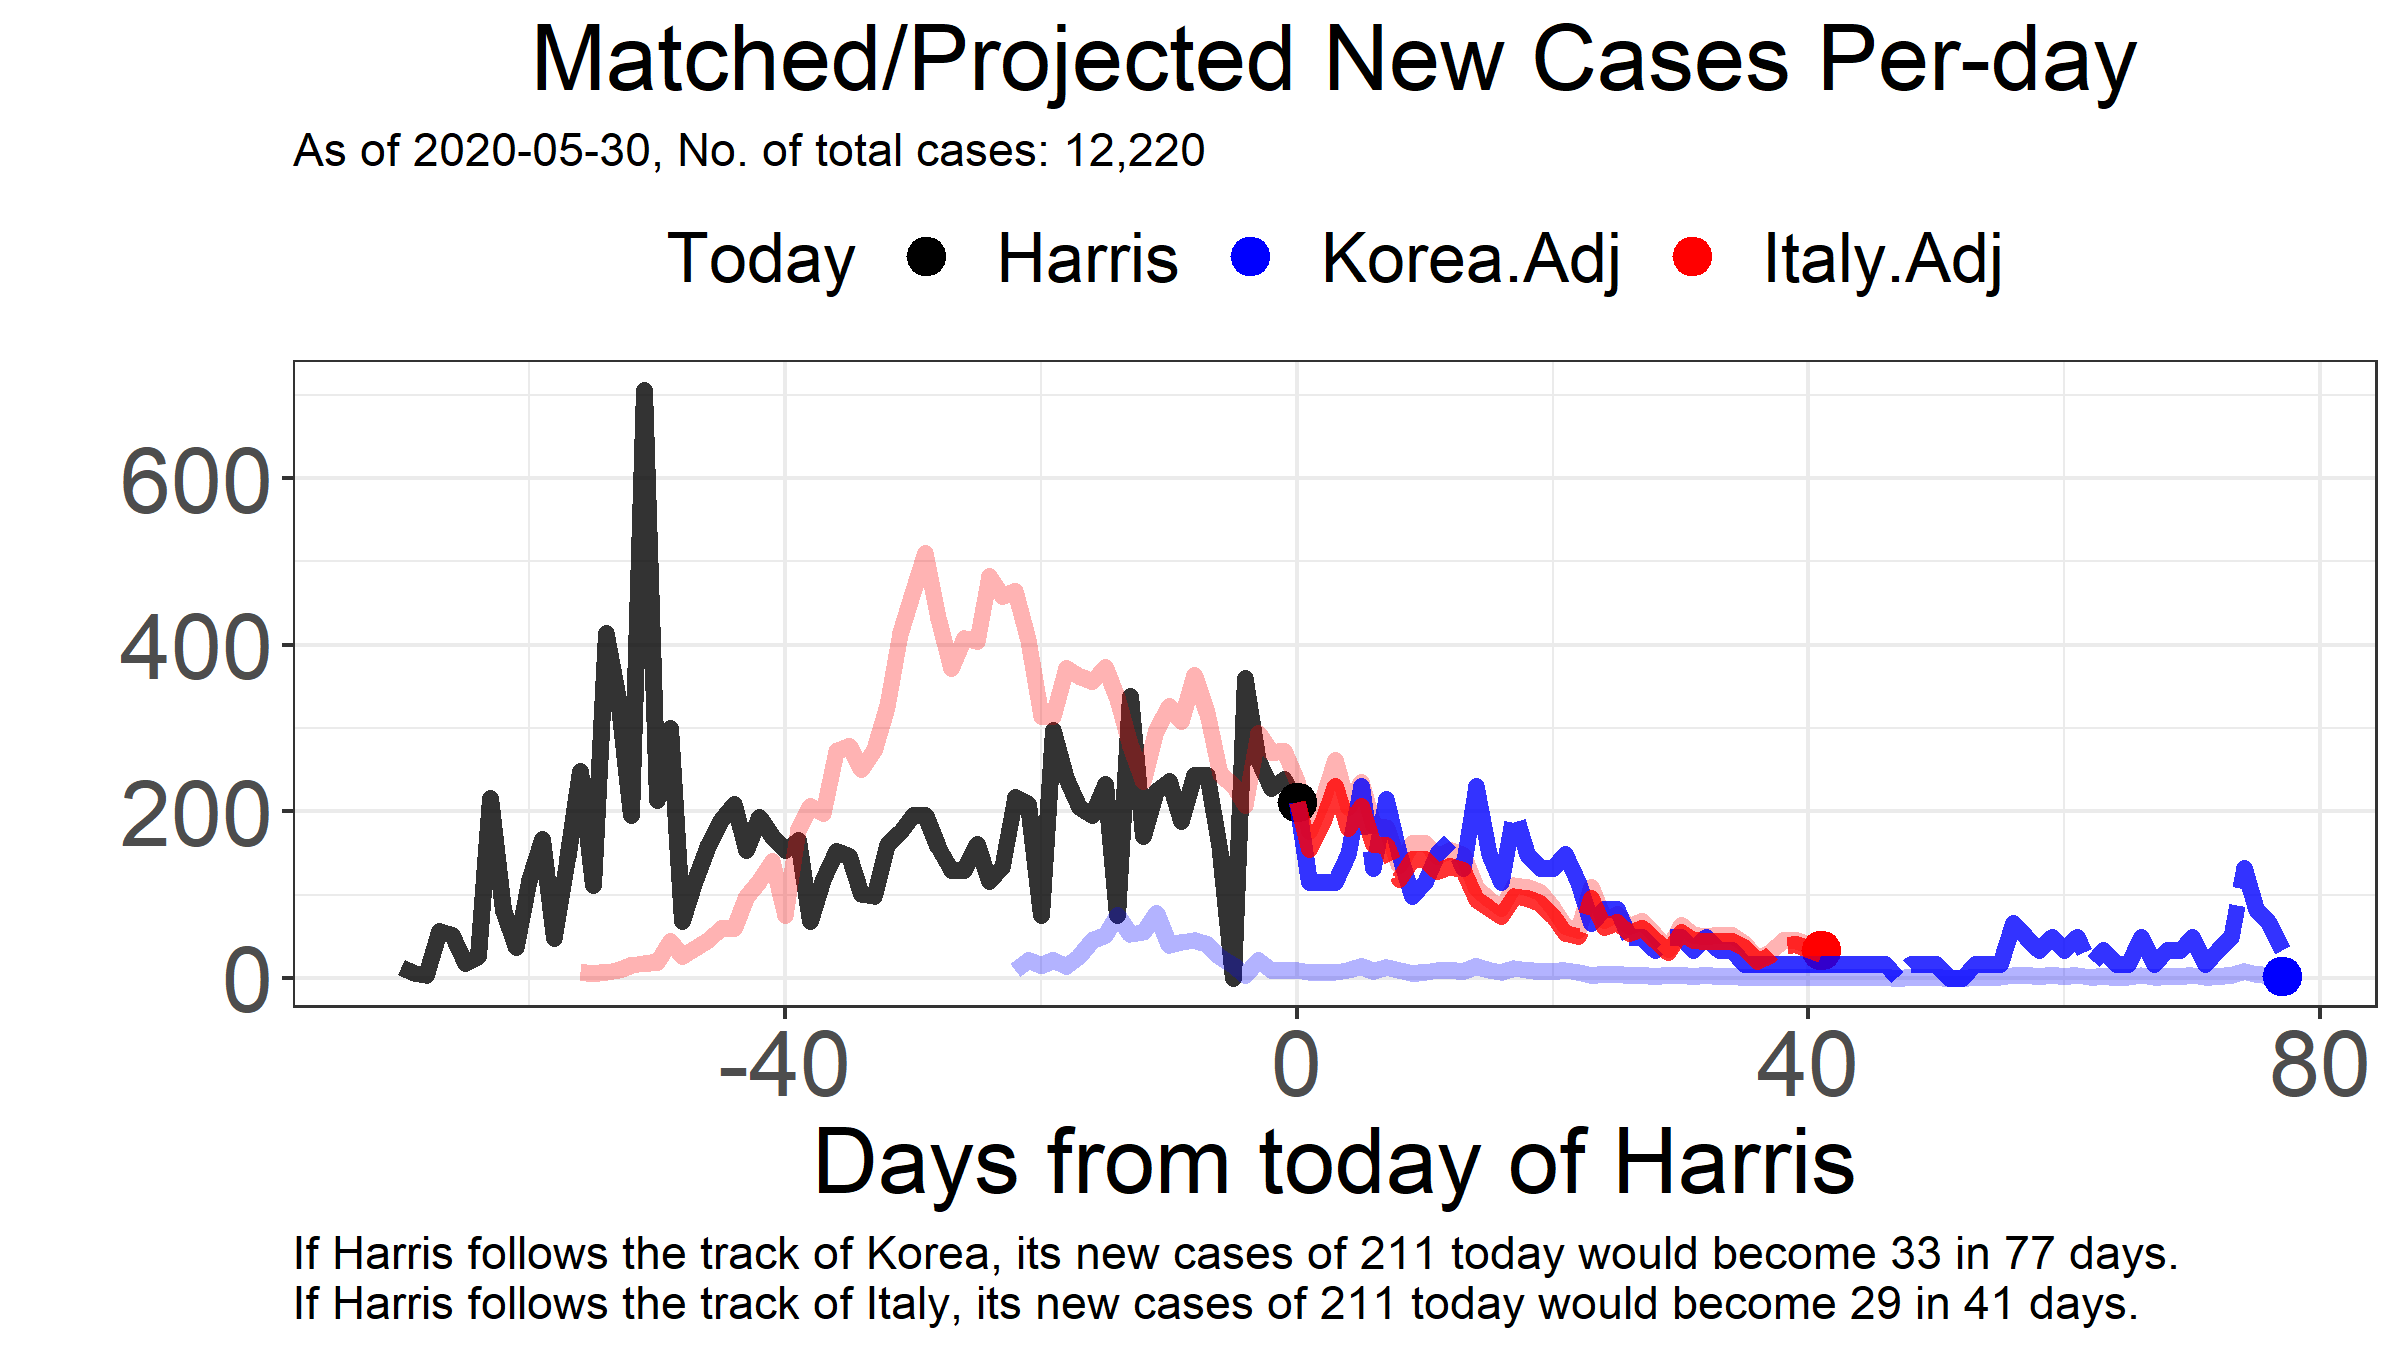 Matched/Projected New Cases Per-day
As of 2020-05-30, No. of total cases: 12,220
Today Harris Korea.Adj Italy.Adj
600
400
200
0
-40 0 40 80
Days from today of Harris
If Harris follows the track of Korea, its new cases of 211 today would become 33 in 77 days.
If Harris follows the track of Italy, its new cases of 211 today would become 29 in 41 days.